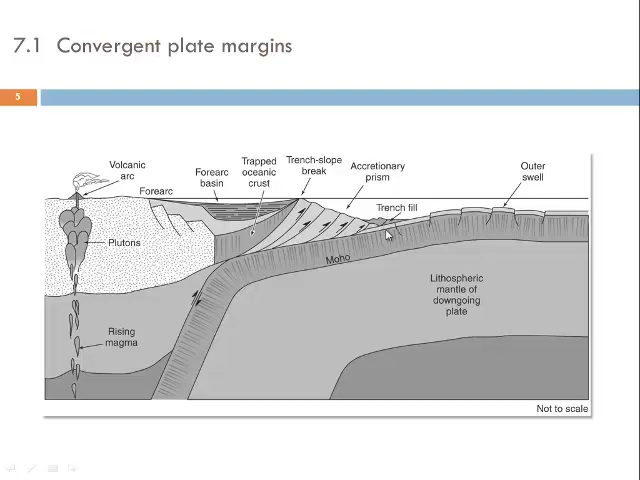 7.1 Convergent plate margins
5
Volcanic
arc
Forearc
Forearc
basin
Trapped
oceanic
crust
Trench-slope
break
Accretionary
prism
Trench fill
Outer
swell
Plutons
Moho
Lithospheric
mantle of
downgoing
plate
Rising
magma
Not to scale